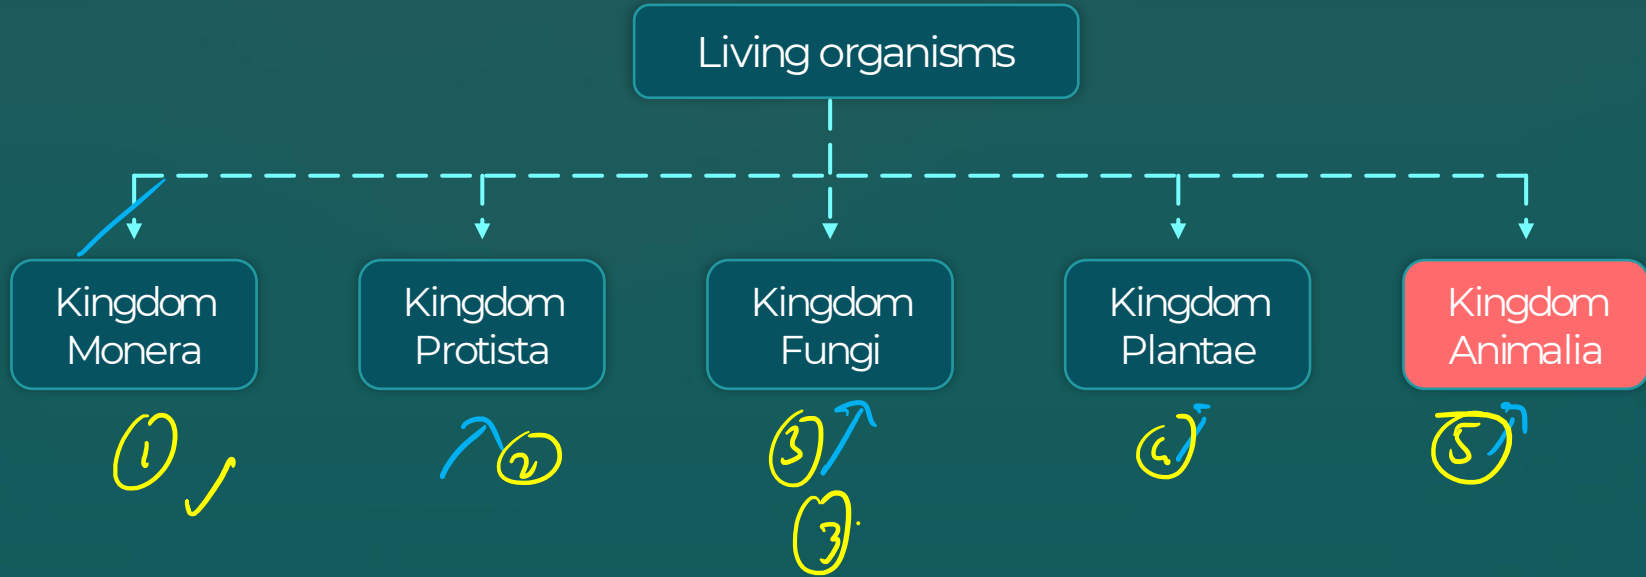 Living organisms
Kingdom
Monera
Kingdom
Protista
Kingdom
Fungi
Kingdom
Plantae
Kingdom
Animalia
1
2
3
4
5
3